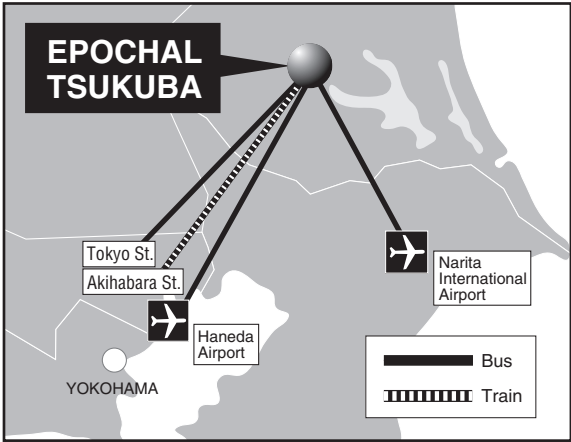 EPOCHAL
TSUKUBA
Tokyo St.
Akihabara St.
Haneda
Airport
Narita
International
Airport
YOKOHAMA
Bus
Train